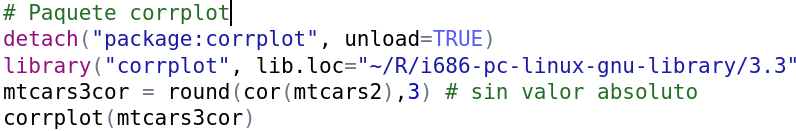 # Paquete corrplot
detach("package:corrplot", unload=TRUE)
library("corrplot", lib.loc="~/R/i686-pc-linux-gnu-library/3.3"
mtcars3cor = round(cor(mtcars2),3) # sin valor absoluto
corrplot(mtcars3cor)